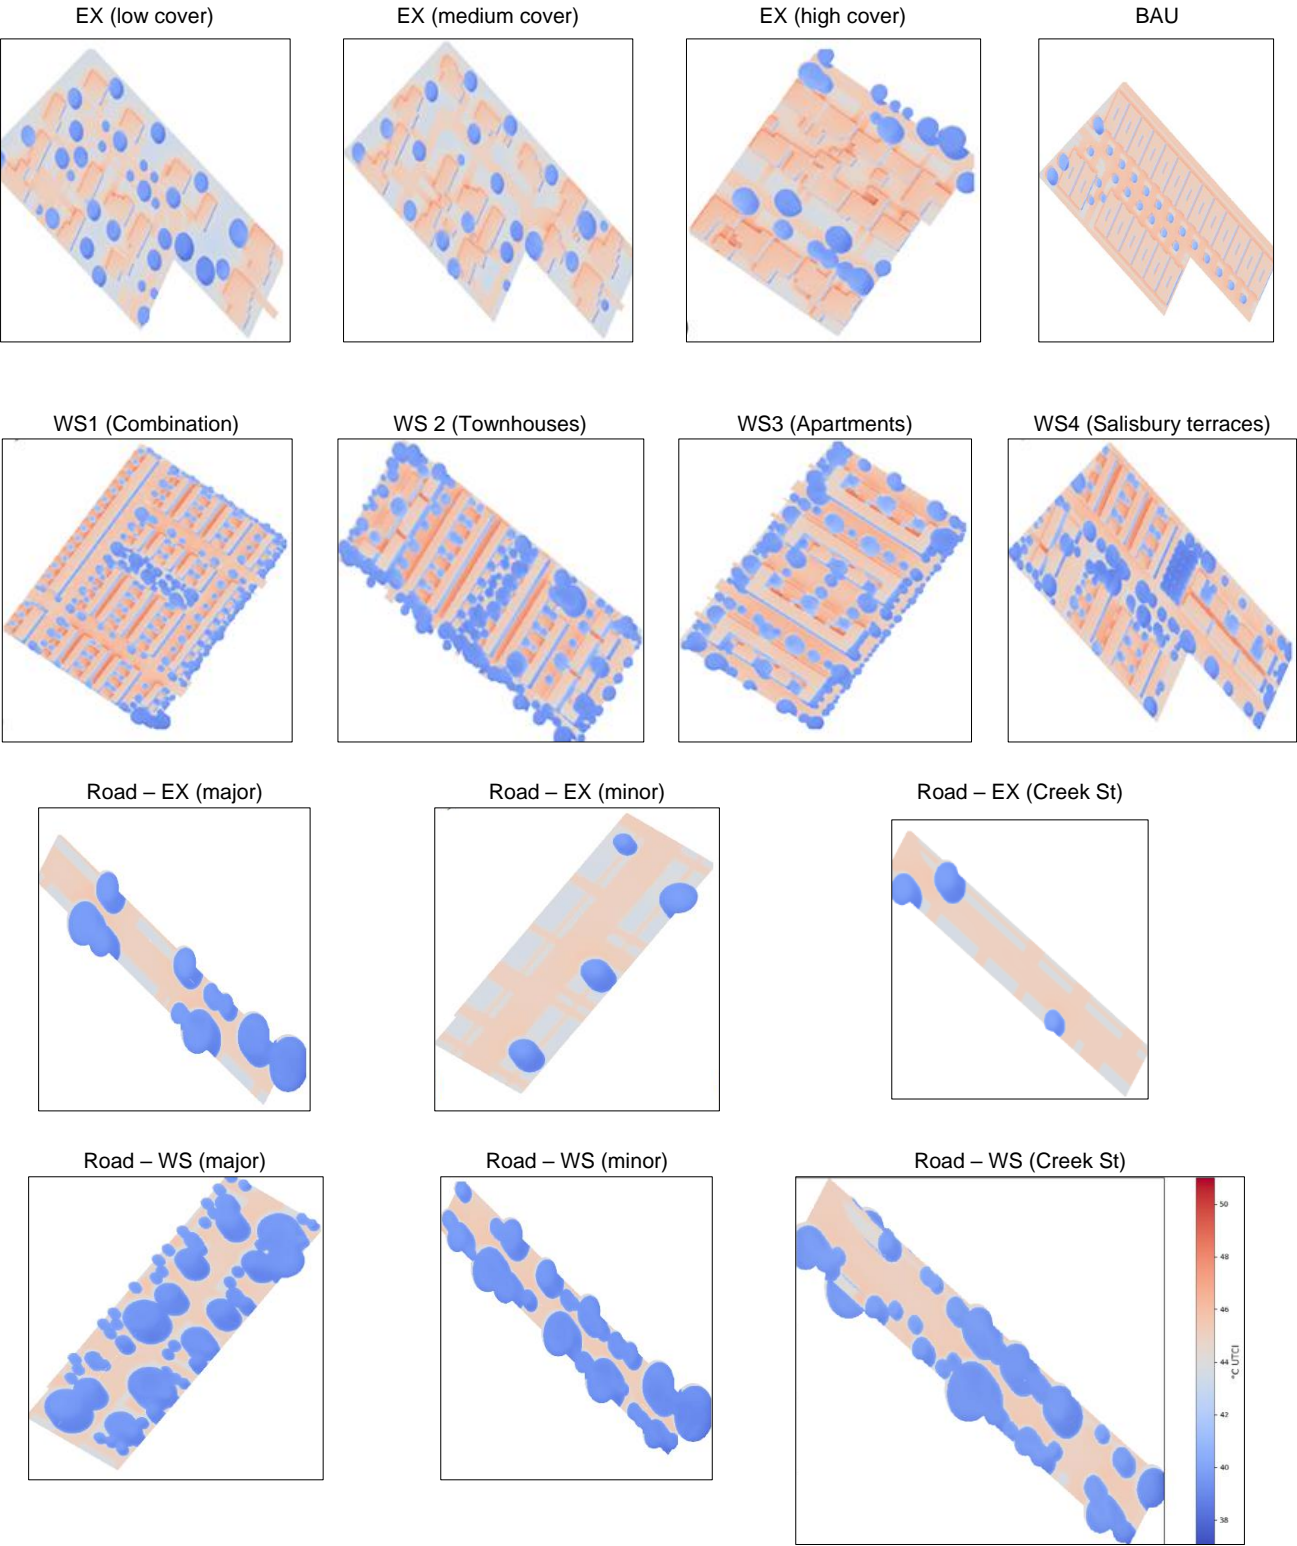 EX (low cover)
EX (medium cover)
EX (high cover)
BAU
WS1 (Combination)
WS 2 (Townhouses)
WS3 (Apartments)
WS4 (Salisbury terraces)
Road – EX (major)
Road – EX (minor)
Road – EX (Creek St)
Road – WS (major)
Road – WS (minor)
Road – WS (Creek St)
50
48
46
44
42
40
38
°C UTCI